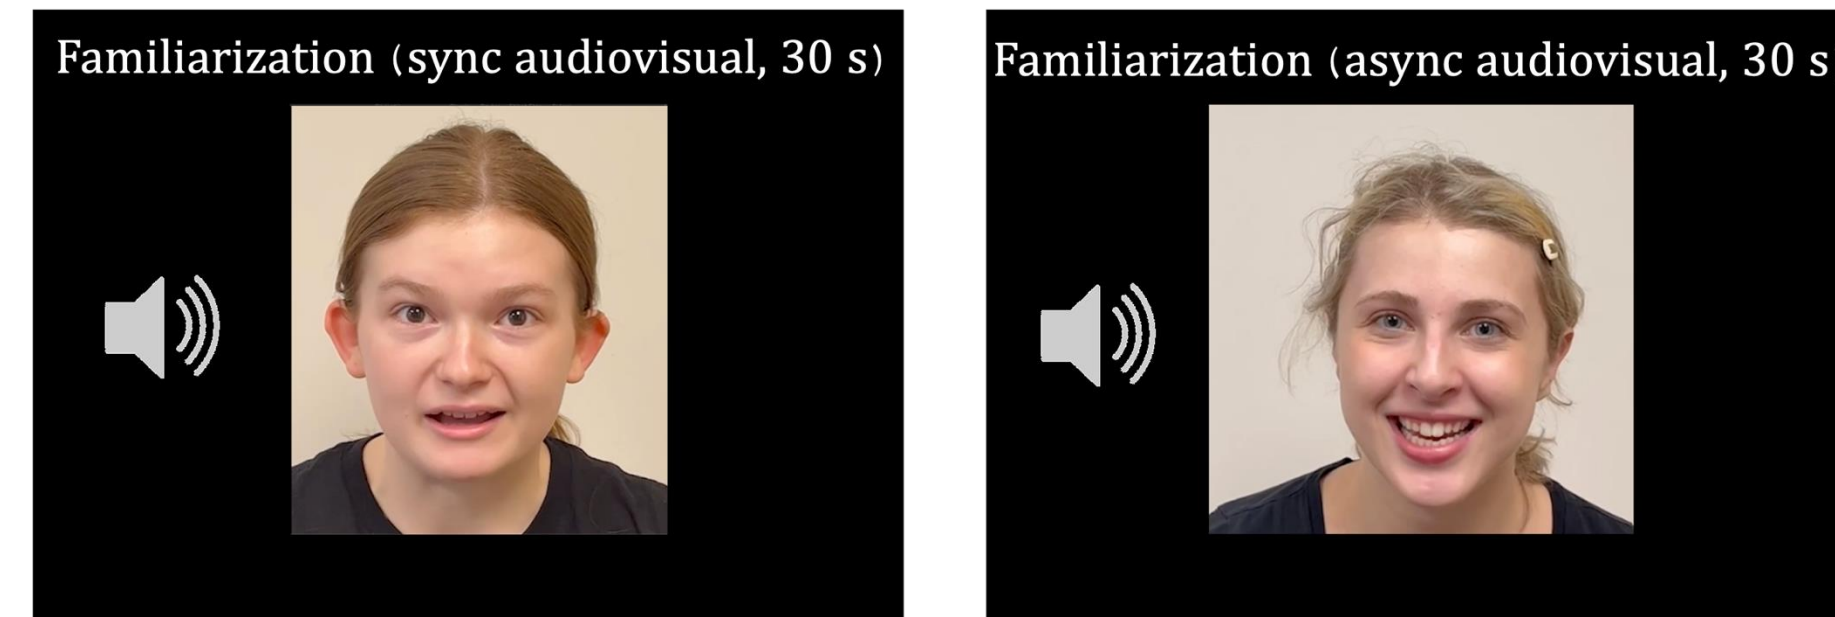 Familiarization (sync audiovisual, 30 s)
Familiarization (async audiovisual, 30 s